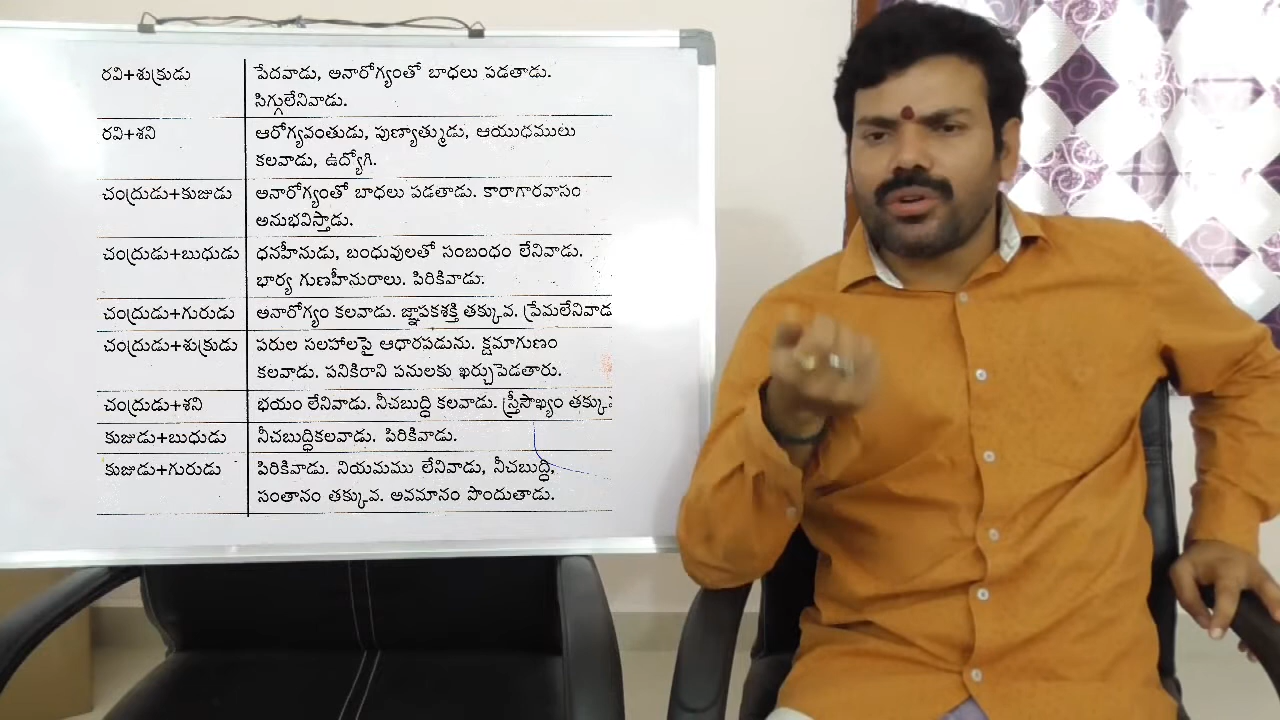 రవి+శుక్రుడు పేదవాడు, అనారోగ్యంతో బాధలు పడతాడు.
సిగ్గులేనివాడు.
రవి+శని ఆరోగ్యవంతుడు, పుణ్యాత్ముడు, ఆయుధములు
కలవాడు, ఉద్యోగి.
చంద్రుడు+కుజుడు అనారోగ్యంతో బాధలు పడతాడు. కారాగారవాసం
అనుభవిస్తాడు.
చంద్రుడు+బుధుడు ధనహీనుడు, బంధువులతో సంబంధం లేనివాడు.
భార్య గుణహీనురాలు. పిరికివాడు.
చంద్రుడు+గురుడు అనారోగ్యం కలవాడు. జ్ఞాపకశక్తి తక్కువ. ప్రేమలేనివాడ
చంద్రుడు+శుక్రుడు పరుల సలహాలపై ఆధారపడును. క్షమాగుణం
కలవాడు. పనికిరాని పనులకు ఖర్చుపెడతారు.
చంద్రుడు+శని భయం లేనివాడు. నీచబుద్ధి కలవాడు. స్త్రీసౌఖ్యం తక్కువ
కుజుడు+బుధుడు నీచబుద్ధికలవాడు. పిరికివాడు.
కుజుడు+గురుడు పిరికివాడు. నియమము లేనివాడు, నీచబుద్ధి,
సంతానం తక్కువ. అవమానం పొందుతాడు.